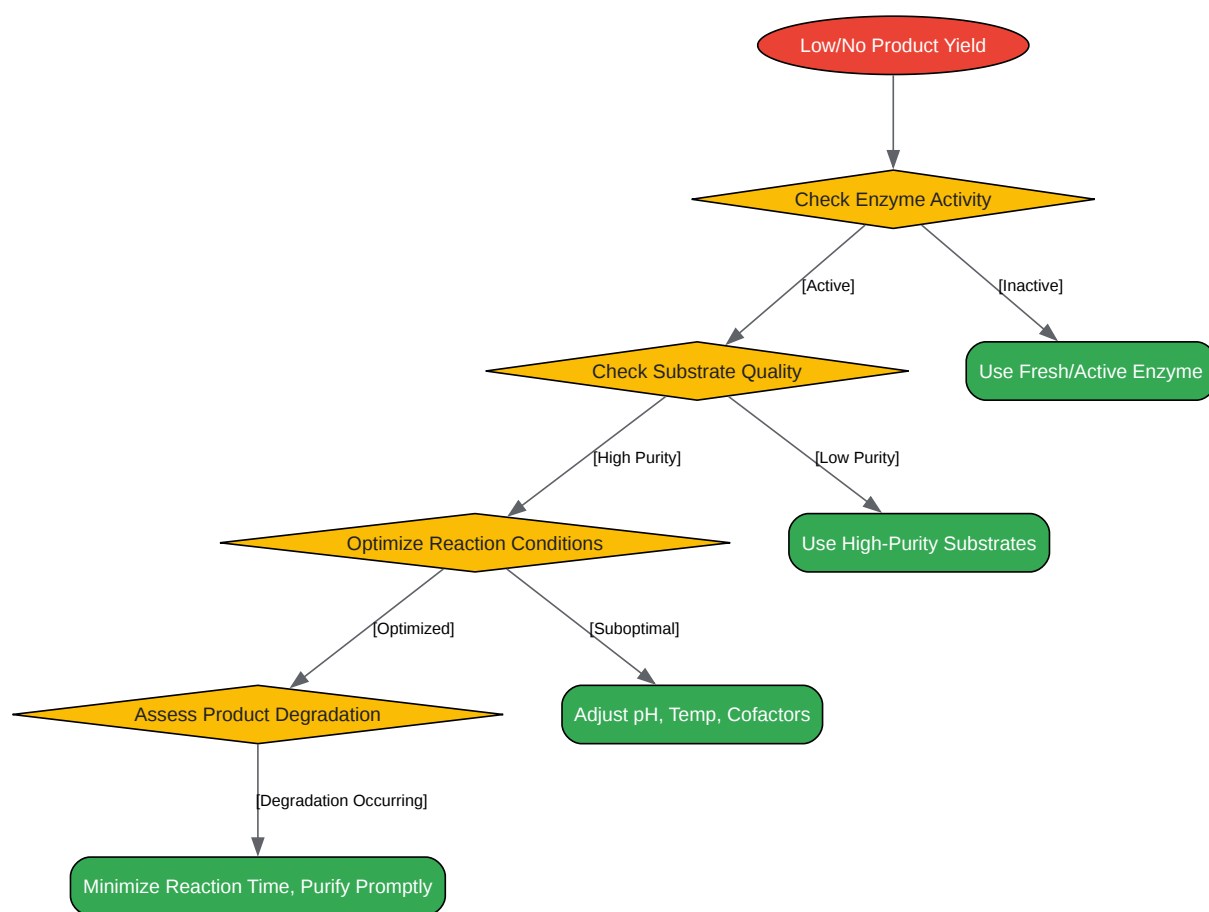 Low/No Product Yield
Check Enzyme Activity
[Active]
[Inactive]
Check Substrate Quality
Use Fresh/Active Enzyme
[High Purity]
[Low Purity]
Optimize Reaction Conditions
Use High-Purity Substrates
[Optimized]
[Suboptimal]
Assess Product Degradation
Adjust pH, Temp, Cofactors
[Degradation Occurring]
Minimize Reaction Time, Purify Promptly